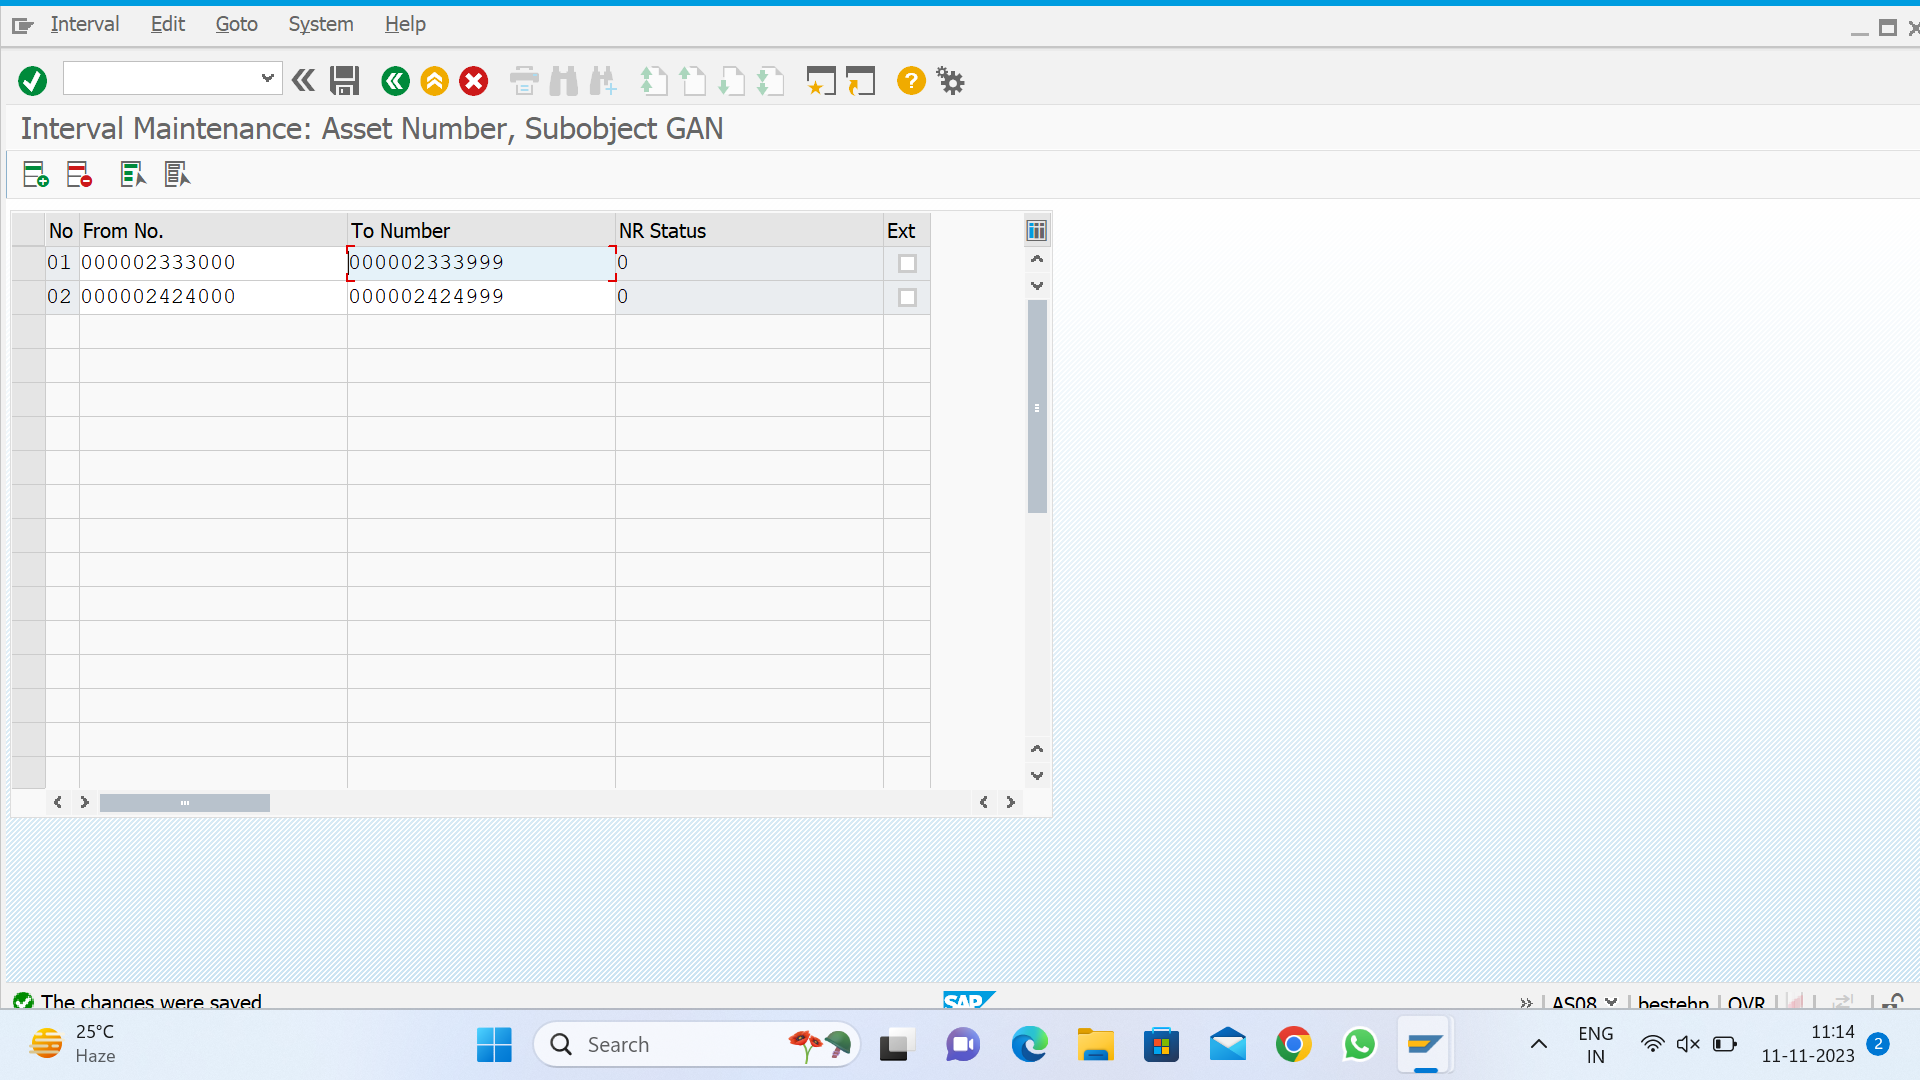 Interval Edit Goto System Help
Interval Maintenance: Asset Number, Subobject GAN
No From No. To Number NR Status Ext
01 000002333000 000002333999 0
02 000002424000 000002424999 0
The changes were saved
SAP
AS08 bestehp OVR
25°C
Haze
Search
ENG
IN
11:14
11-11-2023
2